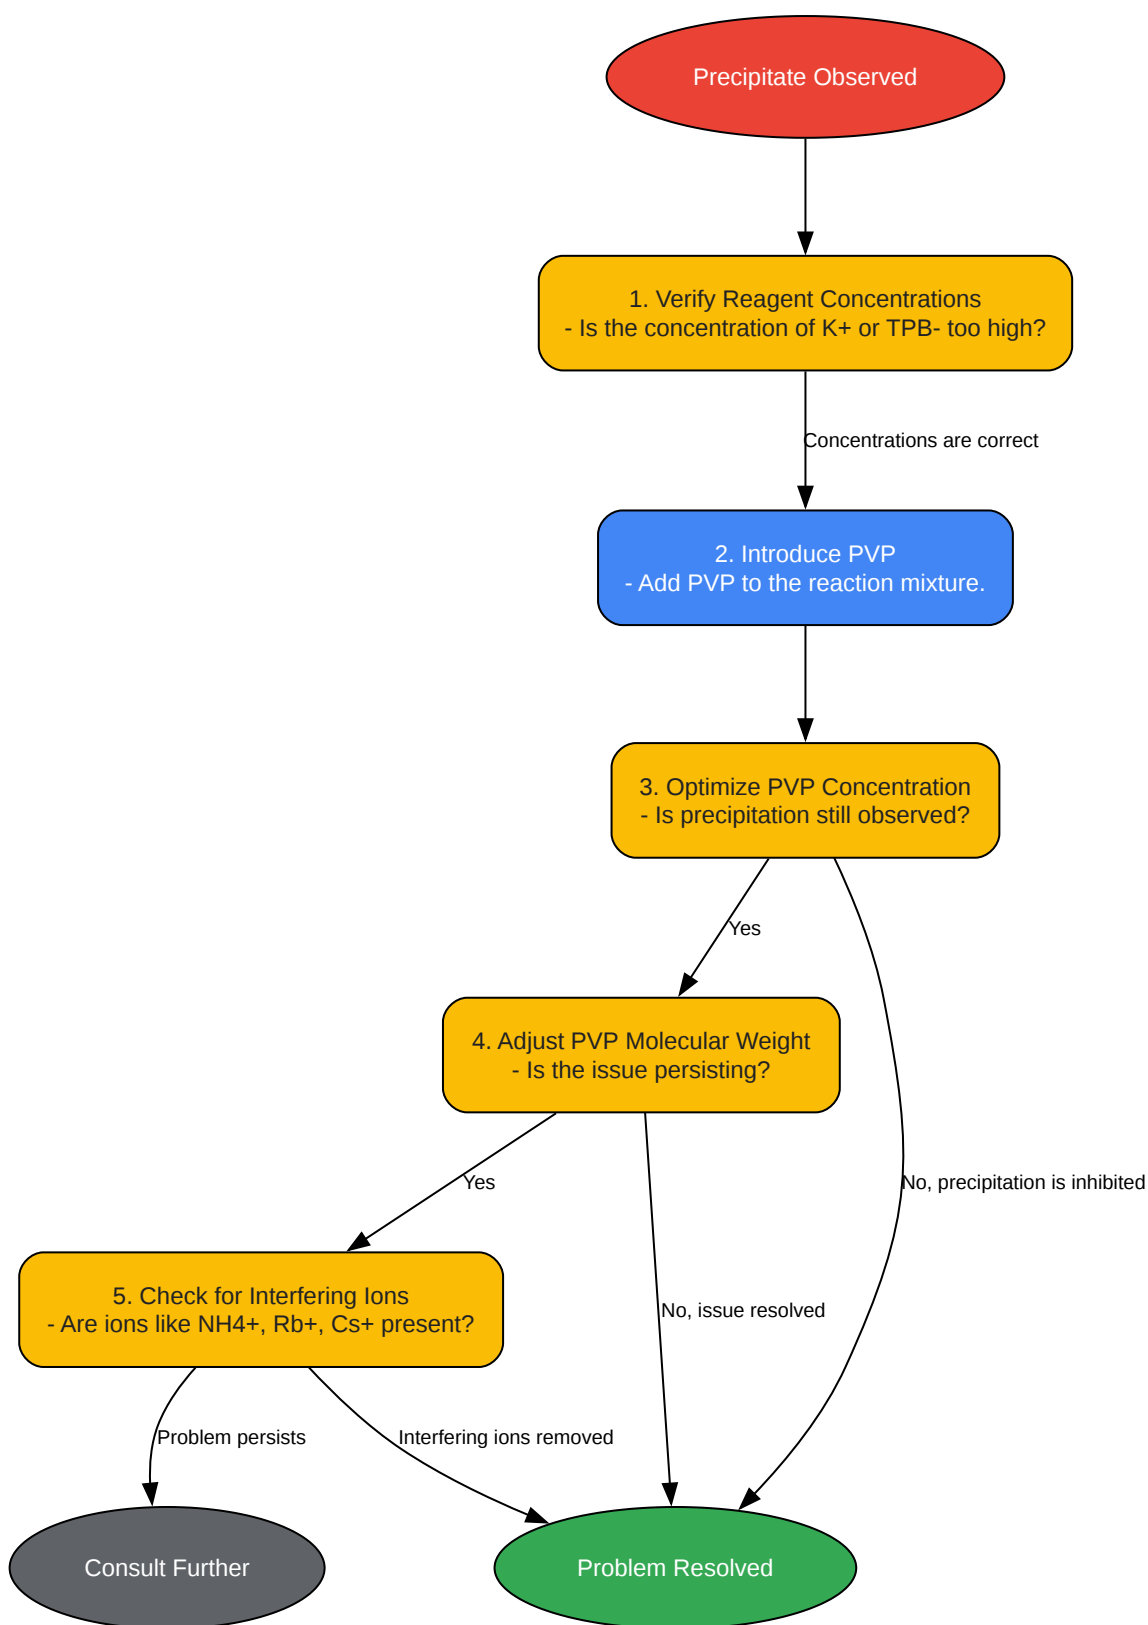 Precipitate Observed
1. Verify Reagent Concentrations
- Is the concentration of K+ or TPB- too high?
Concentrations are correct
2. Introduce PVP
- Add PVP to the reaction mixture.
3. Optimize PVP Concentration
- Is precipitation still observed?
Yes
4. Adjust PVP Molecular Weight
- Is the issue persisting?
Yes
No, precipitation is inhibited
5. Check for Interfering Ions
- Are ions like NH4+, Rb+, Cs+ present?
No, issue resolved
Problem persists
Interfering ions removed
Consult Further
Problem Resolved